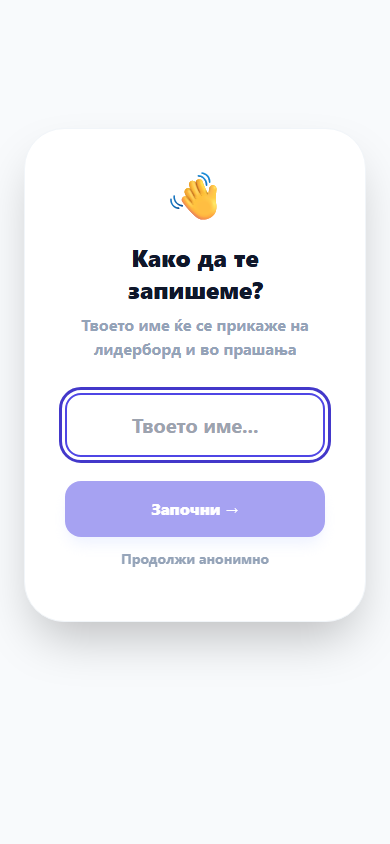 Како да те
запишеме?
Твоето име ќе се прикаже на
лидерборд и во прашања
Твоето име...
Започни →
Продолжи анонимно